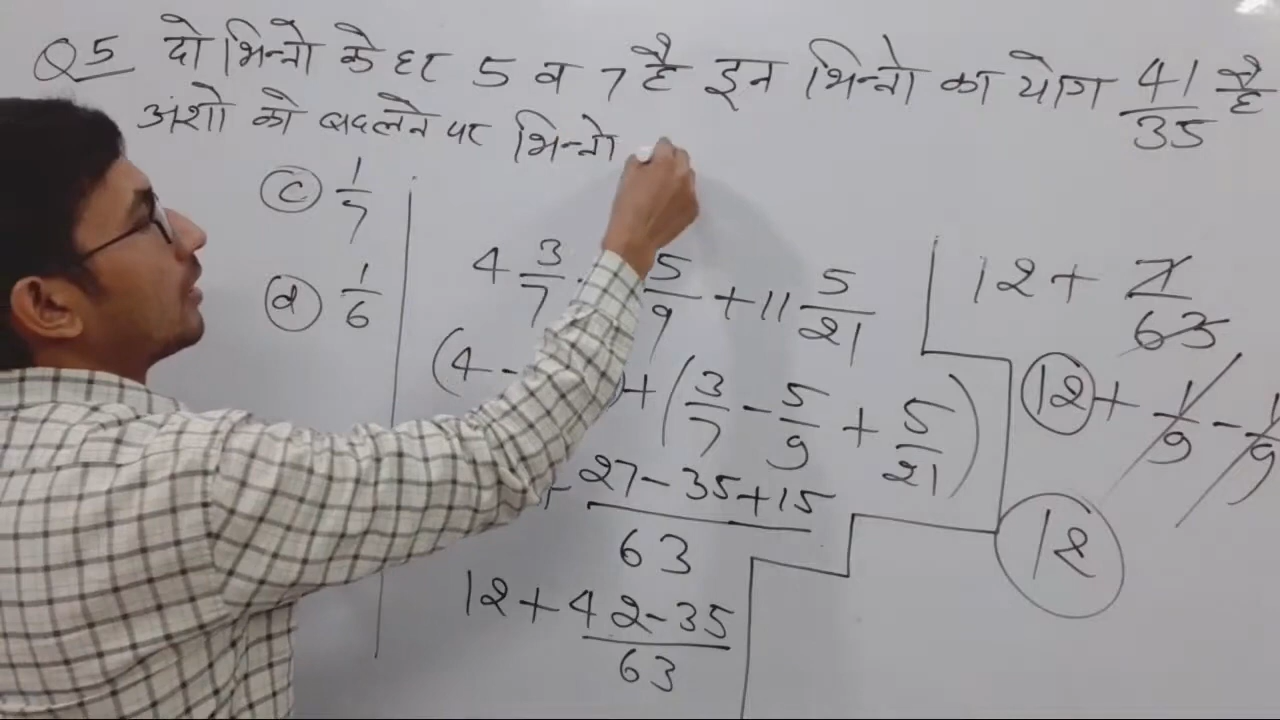 Q5 दो भिन्नो के हर 5 व 7 है इन भिन्नो का योग 41/35 है
अंशो को बदलने पर भिन्नो
(C) 1/7
(d) 1/6
4 3/7 5/9 + 11 5/21
(4 - ) + (3/7 - 5/9 + 5/21)
+ (27-35+15)/63
12 + (42-35)/63
12 + 7/63
12 + 1/9 - 1/9
12